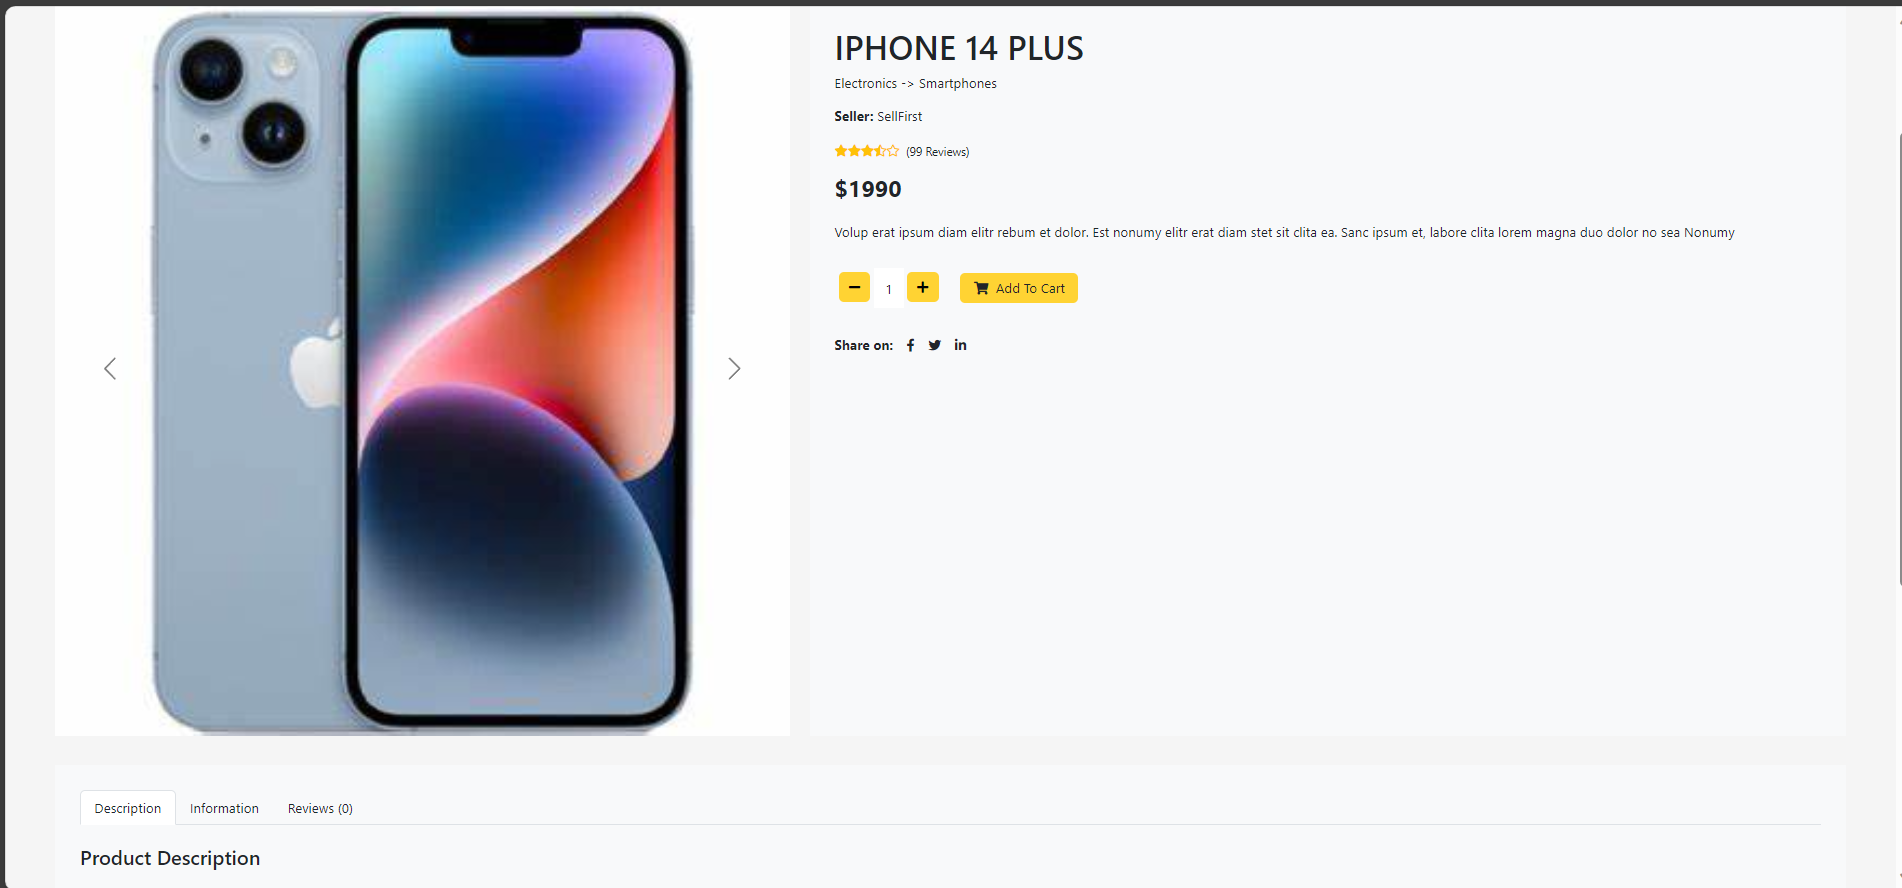 IPHONE 14 PLUS
Electronics -> Smartphones
Seller: SellFirst
(99 Reviews)
$1990
Volup erat ipsum diam elitr rebum et dolor. Est nonumy elitr erat diam stet sit clita ea. Sanc ipsum et, labore clita lorem magna duo dolor no sea Nonumy
1 Add To Cart
Share on:
Description Information Reviews (0)
Product Description